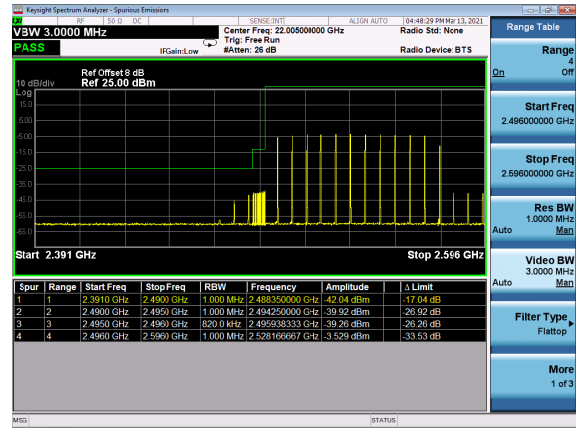 Keysight Spectrum Analyzer - Spurious Emissions
LXI RF 50 Ω DC SENSE:INT ALIGN AUTO 04:48:29 PM Mar 13, 2021
VBW 3.0000 MHz Center Freq: 22.005000000 GHz Radio Std: None
Trig: Free Run
PASS IFGain:Low #Atten: 26 dB Radio Device: BTS
Ref Offset 8 dB
10 dB/div Ref 25.00 dBm
Log
15.0
5.00
-5.00
-15.0
-25.0
-35.0
-45.0
-55.0
-65.0
Start 2.391 GHz Stop 2.596 GHz
Spur Range Start Freq Stop Freq RBW Frequency Amplitude Δ Limit
1 1 2.3910 GHz 2.4900 GHz 1.000 MHz 2.488350000 GHz -42.04 dBm -17.04 dB
2 2 2.4900 GHz 2.4950 GHz 1.000 MHz 2.494250000 GHz -39.92 dBm -26.92 dB
3 3 2.4950 GHz 2.4960 GHz 820.0 kHz 2.495938333 GHz -39.26 dBm -26.26 dB
4 4 2.4960 GHz 2.5960 GHz 1.000 MHz 2.528166667 GHz -3.529 dBm -33.53 dB
MSG STATUS
Range Table
Range
4
On Off
Start Freq
2.496000000 GHz
Stop Freq
2.596000000 GHz
Res BW
1.0000 MHz
Auto Man
Video BW
3.0000 MHz
Auto Man
Filter Type
Flattop
More
1 of 3